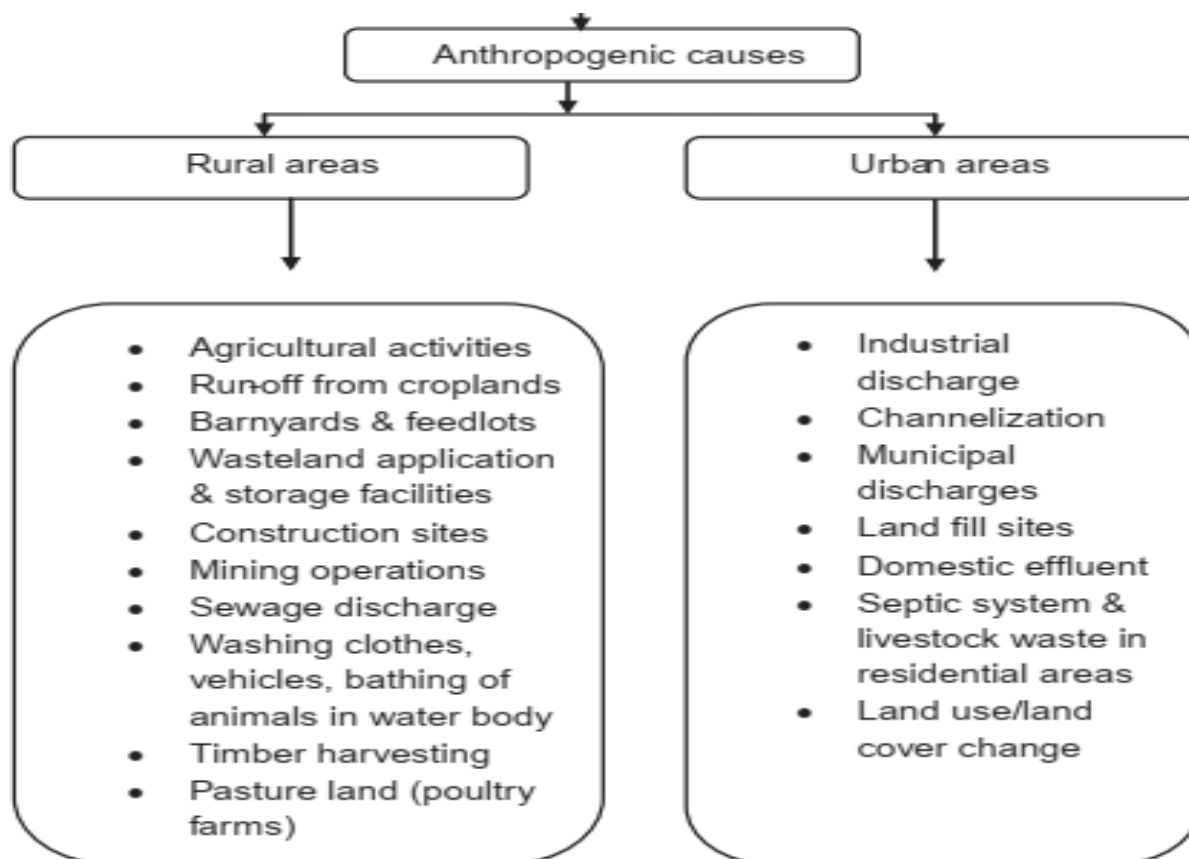 Anthropogenic causes
Rural areas
Urban areas
• Agricultural activities
• Run-off from croplands
• Barnyards & feedlots
• Wasteland application
& storage facilities
• Construction sites
• Mining operations
• Sewage discharge
• Washing clothes,
vehicles, bathing of
animals in water body
• Timber harvesting
• Pasture land (poultry
farms)
• Industrial
discharge
• Channelization
• Municipal
discharges
• Land fill sites
• Domestic effluent
• Septic system &
livestock waste in
residential areas
• Land use/land
cover change